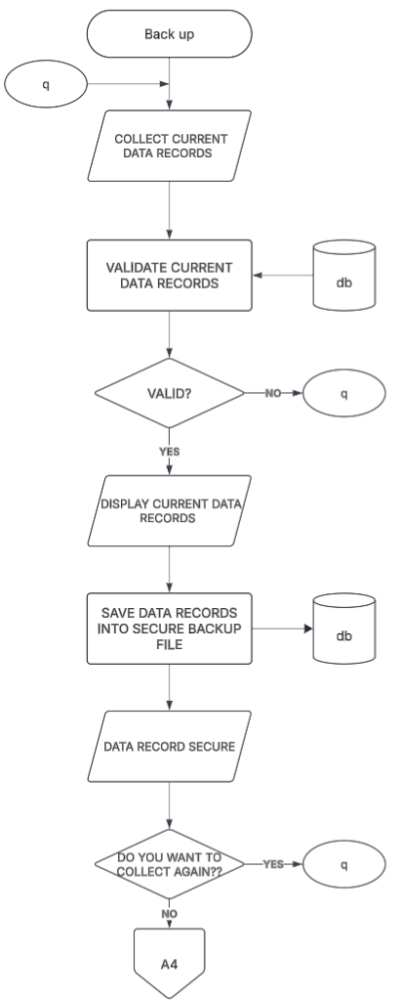 Back up
q
COLLECT CURRENT
DATA RECORDS
VALIDATE CURRENT
DATA RECORDS
db
VALID?
NO
q
YES
DISPLAY CURRENT DATA
RECORDS
SAVE DATA RECORDS
INTO SECURE BACKUP
FILE
db
DATA RECORD SECURE
DO YOU WANT TO
COLLECT AGAIN??
YES
q
NO
A4